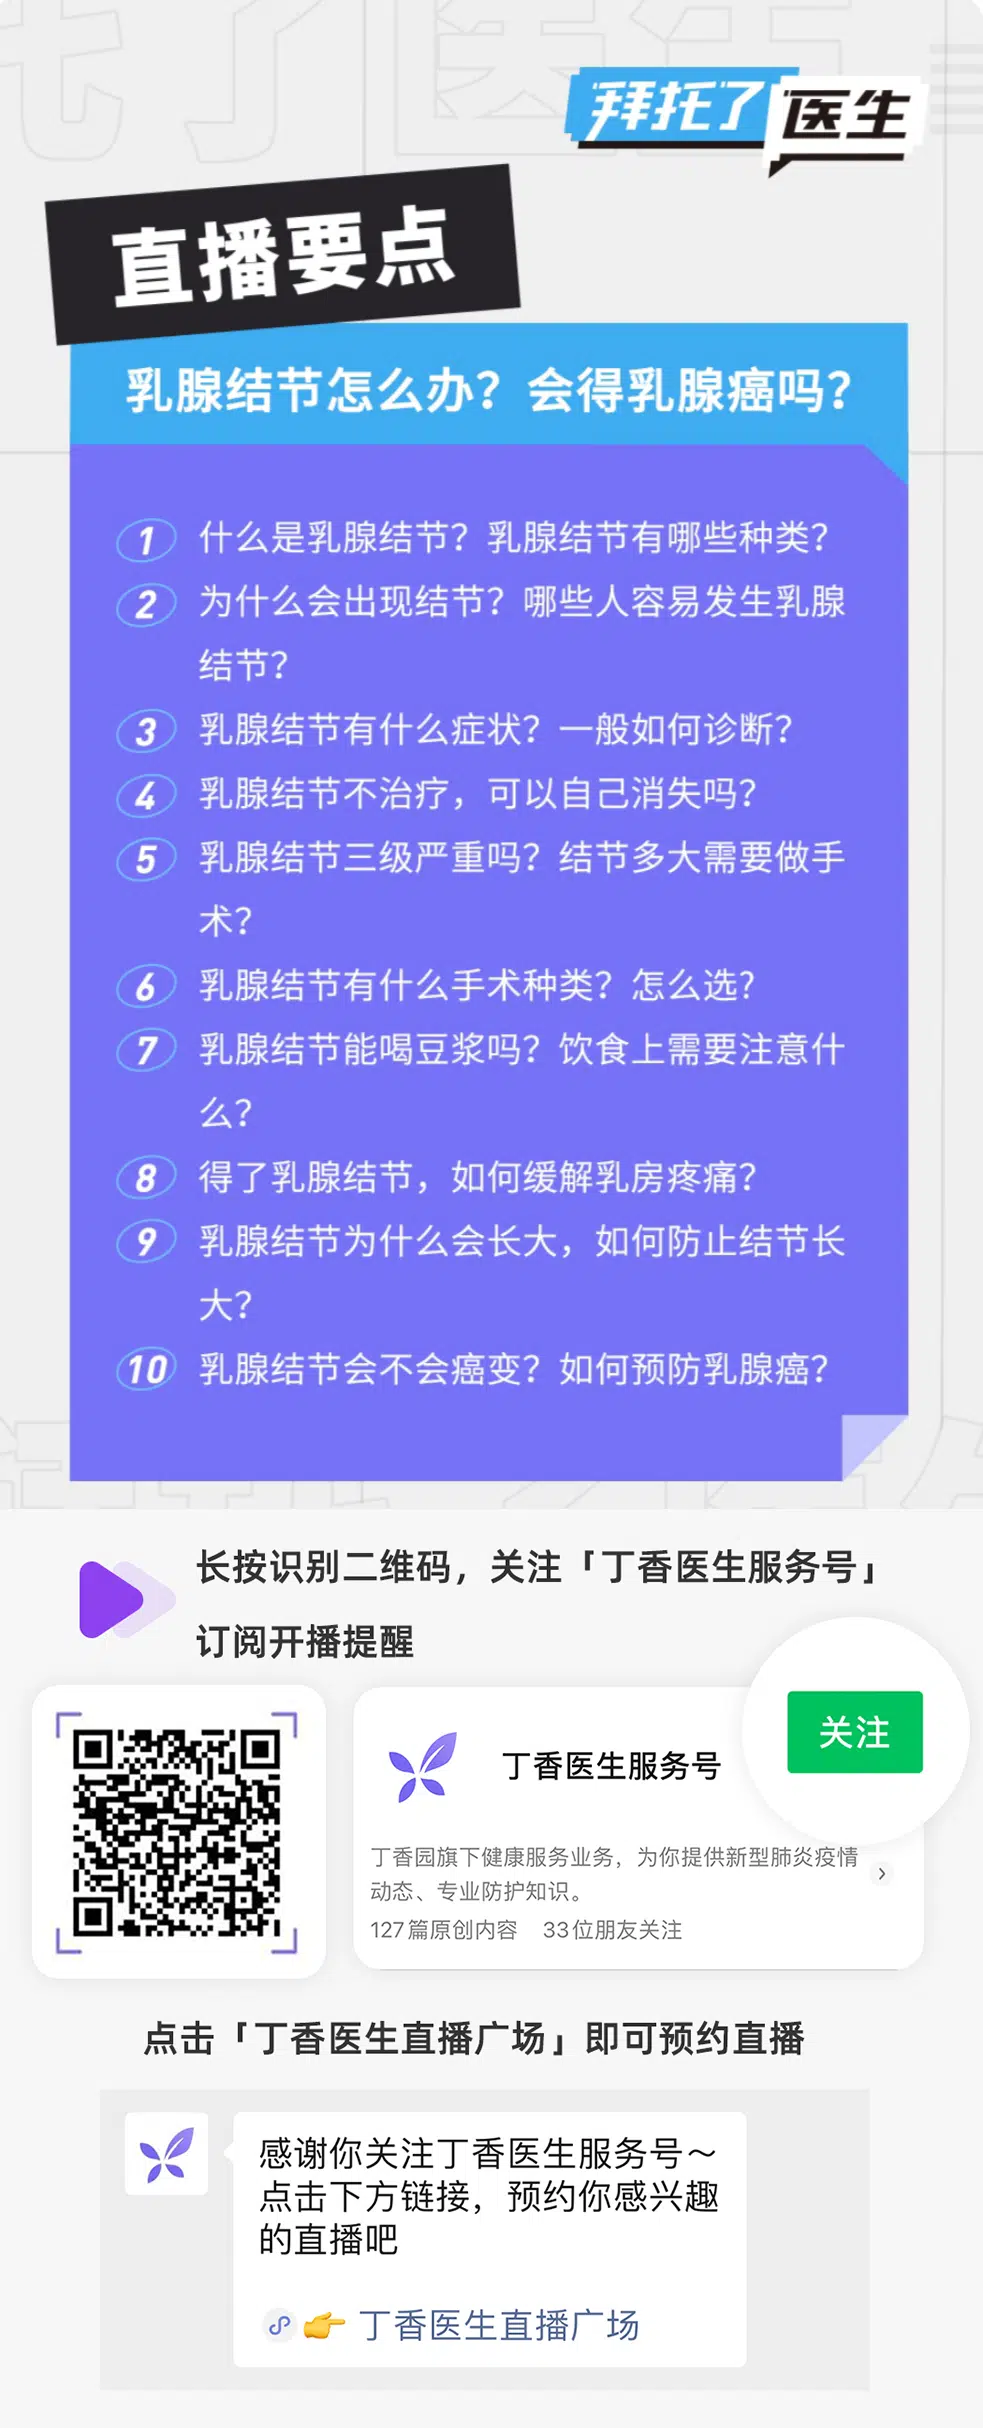 拜托了
医生
直播要点
乳腺结节怎么办？会得乳腺癌吗？
1 什么是乳腺结节？乳腺结节有哪些种类？
2 为什么会出现结节？哪些人容易发生乳腺
结节？
3 乳腺结节有什么症状？一般如何诊断？
4 乳腺结节不治疗，可以自己消失吗？
5 乳腺结节三级严重吗？结节多大需要做手
术？
6 乳腺结节有什么手术种类？怎么选？
7 乳腺结节能喝豆浆吗？饮食上需要注意什
么？
8 得了乳腺结节，如何缓解乳房疼痛？
9 乳腺结节为什么会长大，如何防止结节长
大？
10 乳腺结节会不会癌变？如何预防乳腺癌？
长按识别二维码，关注「丁香医生服务号」
订阅开播提醒
关注
丁香医生服务号
丁香园旗下健康服务业务，为你提供新型肺炎疫情
动态、专业防护知识。
127篇原创内容 33位朋友关注
点击「丁香医生直播广场」即可预约直播
感谢你关注丁香医生服务号～
点击下方链接，预约你感兴趣
的直播吧
👉 丁香医生直播广场